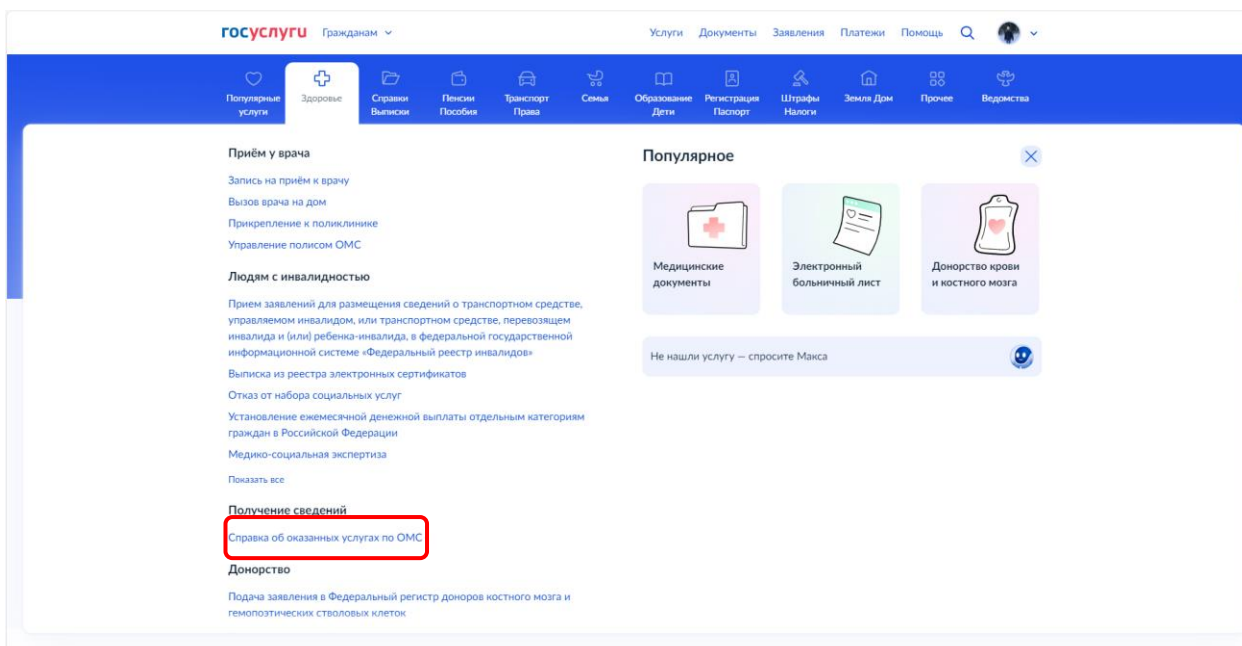 госуслуги Гражданам
Услуги Документы Заявления Платежи Помощь
Популярные услуги
Здоровье
Справки Выписки
Пенсии Пособия
Транспорт Права
Семья
Образование Дети
Регистрация Паспорт
Штрафы Налоги
Земля Дом
Прочее
Ведомства
Приём у врача
Запись на приём к врачу
Вызов врача на дом
Прикрепление к поликлинике
Управление полисом ОМС
Людям с инвалидностью
Прием заявлений для размещения сведений о транспортном средстве,
управляемом инвалидом, или транспортном средстве, перевозящем
инвалида и (или) ребенка-инвалида, в федеральной государственной
информационной системе «Федеральный реестр инвалидов»
Выписка из реестра электронных сертификатов
Отказ от набора социальных услуг
Установление ежемесячной денежной выплаты отдельным категориям
граждан в Российской Федерации
Медико-социальная экспертиза
Показать все
Получение сведений
Справка об оказанных услугах по ОМС
Донорство
Подача заявления в Федеральный регистр доноров костного мозга и
гемопоэтических стволовых клеток
Популярное
Медицинские
документы
Электронный
больничный лист
Донорство крови
и костного мозга
Не нашли услугу — спросите Макса